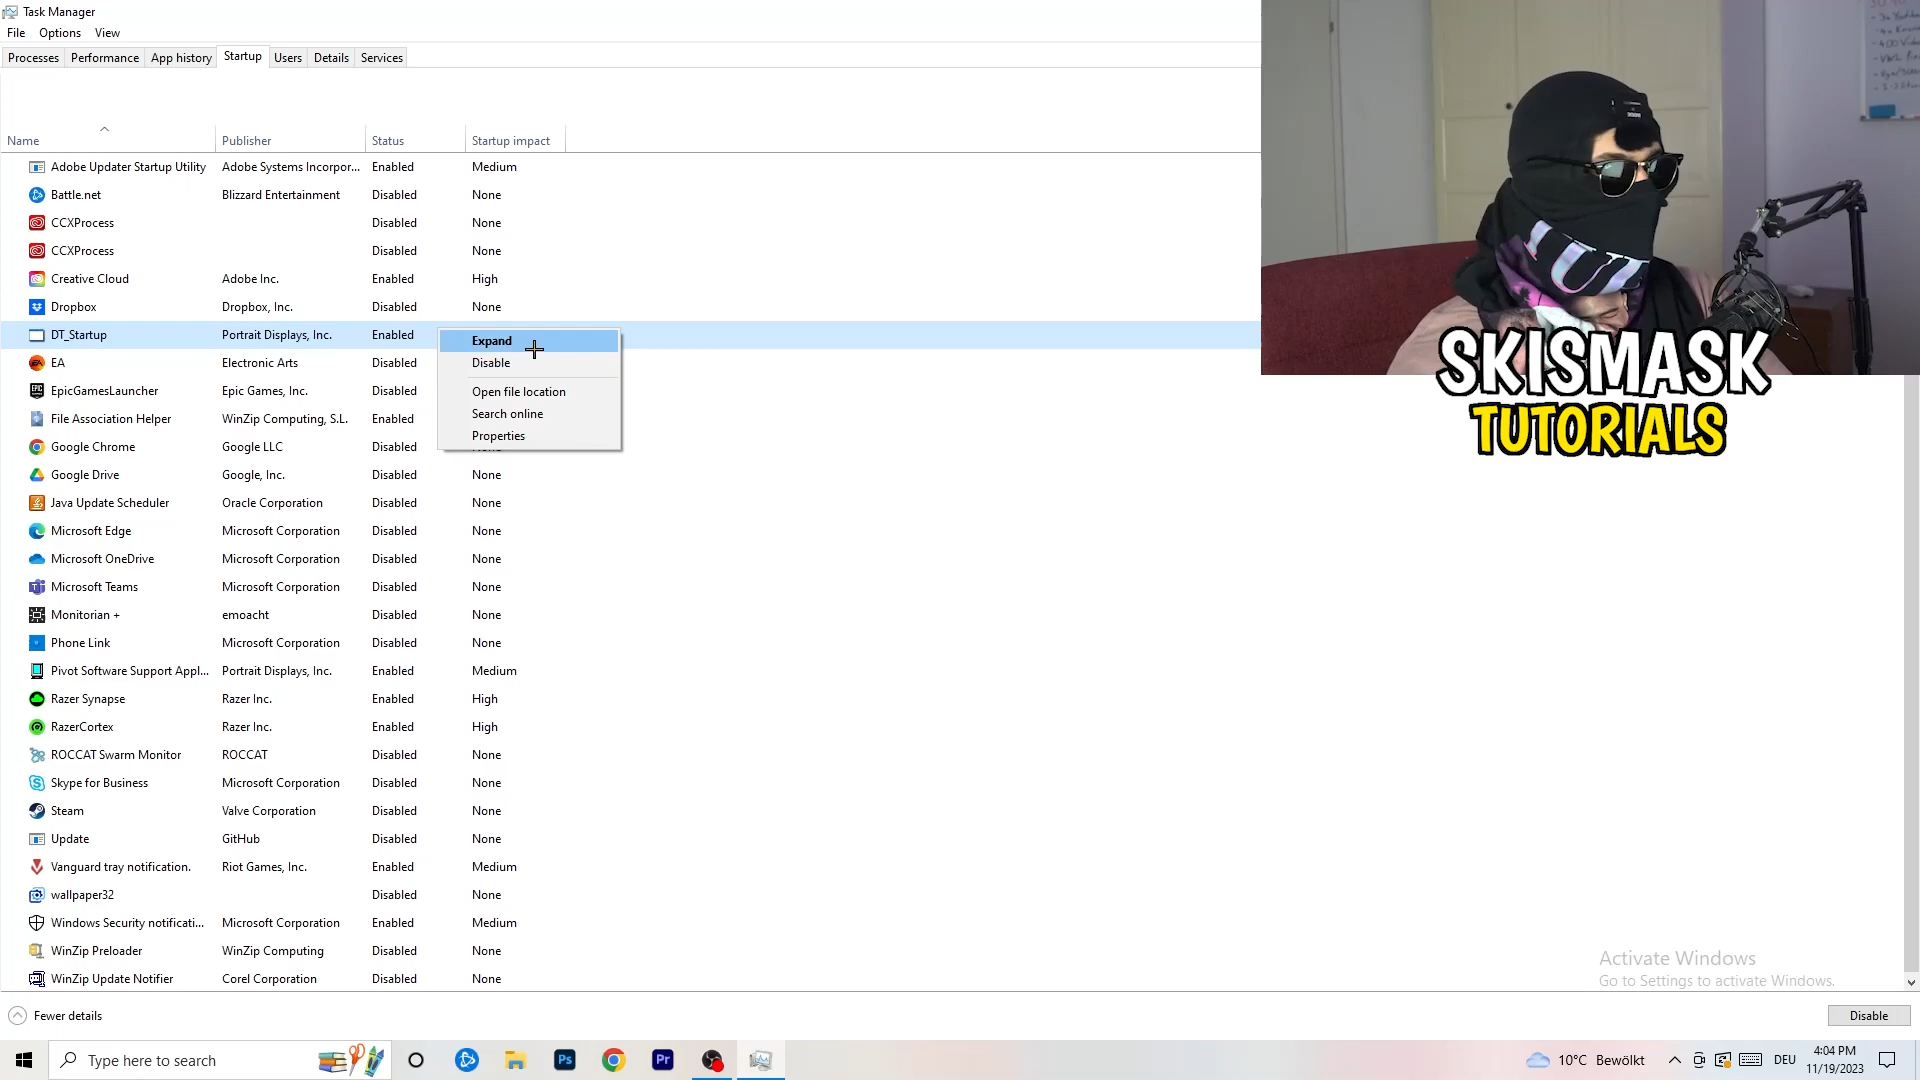 Task Manager
File Options View
Processes Performance App history Startup Users Details Services
Name Publisher Status Startup impact
Adobe Updater Startup Utility Adobe Systems Incorpor... Enabled Medium
Battle.net Blizzard Entertainment Disabled None
CCXProcess Disabled None
CCXProcess Disabled None
Creative Cloud Adobe Inc. Enabled High
Dropbox Dropbox, Inc. Disabled None
DT_Startup Portrait Displays, Inc. Enabled
EA Electronic Arts Disabled
EpicGamesLauncher Epic Games, Inc. Disabled
File Association Helper WinZip Computing, S.L. Enabled
Google Chrome Google LLC Disabled
Google Drive Google, Inc. Disabled None
Java Update Scheduler Oracle Corporation Disabled None
Microsoft Edge Microsoft Corporation Disabled None
Microsoft OneDrive Microsoft Corporation Disabled None
Microsoft Teams Microsoft Corporation Disabled None
Monitorian + emoacht Disabled None
Phone Link Microsoft Corporation Disabled None
Pivot Software Support Appl... Portrait Displays, Inc. Enabled Medium
Razer Synapse Razer Inc. Enabled High
RazerCortex Razer Inc. Enabled High
ROCCAT Swarm Monitor ROCCAT Disabled None
Skype for Business Microsoft Corporation Disabled None
Steam Valve Corporation Disabled None
Update GitHub Disabled None
Vanguard tray notification. Riot Games, Inc. Enabled Medium
wallpaper32 Disabled None
Windows Security notificati... Microsoft Corporation Enabled Medium
WinZip Preloader WinZip Computing Disabled None
WinZip Update Notifier Corel Corporation Disabled None
Expand
Disable
Open file location
Search online
Properties
SKISMASK
TUTORIALS
Activate Windows
Go to Settings to activate Windows.
Fewer details
Disable
Type here to search
Ps
Pr
10°C Bewölkt
DEU
4:04 PM
11/19/2023